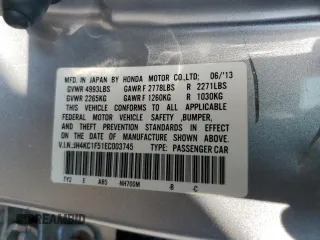 MFD. IN JAPAN BY HONDA MOTOR CO.,LTD. 06/'13
GVWR 4993LBS GAWR F 2778LBS R 2271LBS
GVWR 2265KG GAWR F 1260KG R 1030KG
THIS VEHICLE CONFORMS TO ALL APPLICABLE
FEDERAL MOTOR VEHICLE SAFETY ,BUMPER,
AND THEFT PREVENTION STANDARDS IN EFFECT
ON THE DATE OF MANUFACTURE SHOWN ABOVE.
V.I.N.:JH4KC1F51EC003745 TYPE: PASSENGER CAR
TY2 E AB5 NH700M -B -C
IAAI